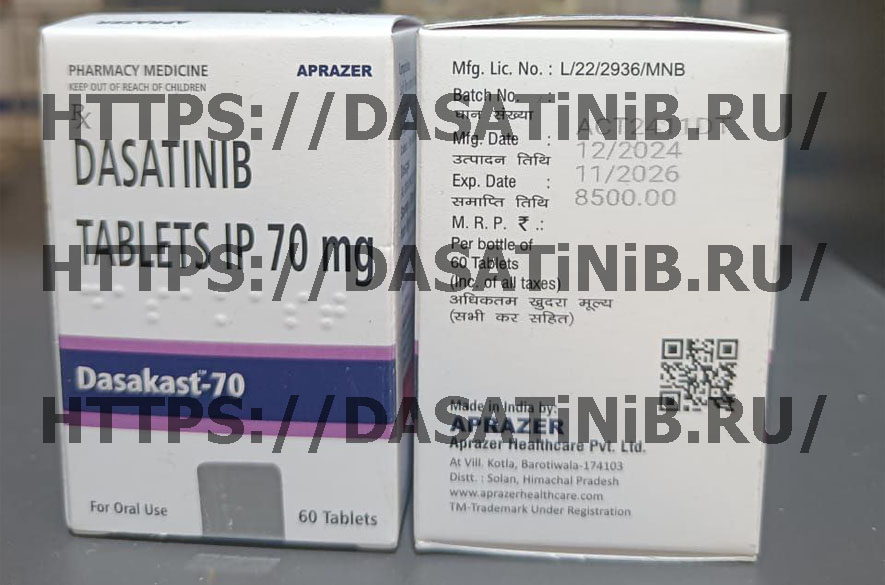 APRAZER
PHARMACY MEDICINE
APRAZER
KEEP OUT OF REACH OF CHILDREN
Rx
HTTPS://DASATiNiB.RU/
DASATINIB
TABLETS IP 70 mg
HTTPS://DASATiNiB.RU/
Dasakast™-70
HTTPS://DASATiNiB.RU/
For Oral Use
60 Tablets
Mfg. Lic. No. : L/22/2936/MNB
Batch No. :
घान संख्या
Mfg. Date : 12/2024
उत्पादन तिथि
Exp. Date : 11/2026
समाप्ति तिथि 8500.00
M. R. P. ₹ .:
Per bottle of
60 Tablets
(Inc. of all taxes)
अधिकतम खुदरा मूल्य
(सभी कर सहित)
Made in India by:
APRAZER
Aprazer Healthcare Pvt. Ltd.
At Vill. Kotla, Barotiwala-174103
Distt. : Solan, Himachal Pradesh
www.aprazerhealthcare.com
TM-Trademark Under Registration